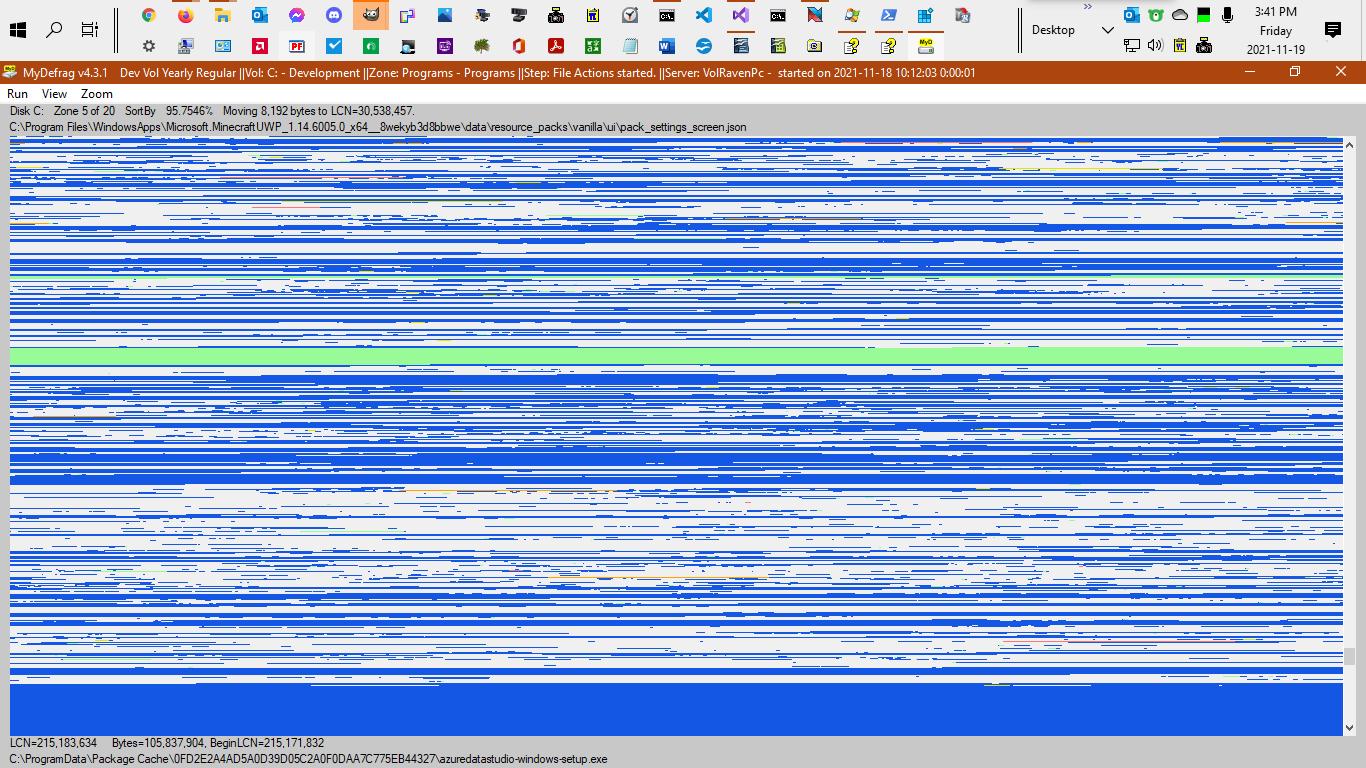 3:41 PM
Desktop
Friday
2021-11-19
MyDefrag v4.3.1 Dev Vol Yearly Regular ||Vol: C: - Development ||Zone: Programs - Programs ||Step: File Actions started. ||Server: VolRavenPc - started on 2021-11-18 10:12:03 0:00:01
Run View Zoom
Disk C: Zone 5 of 20 SortBy 95.7546% Moving 8,192 bytes to LCN=30,538,457.
C:\Program Files\WindowsApps\Microsoft.MinecraftUWP_1.14.6005.0_x64__8wekyb3d8bbwe\data\resource_packs\vanilla\ui\pack_settings_screen.json
LCN=215,183,634 Bytes=105,837,904, BeginLCN=215,171,832
C:\ProgramData\Package Cache\0FD2E2A4AD5A0D39D05C2A0F0DAA7C775EB44327\azuredatastudio-windows-setup.exe